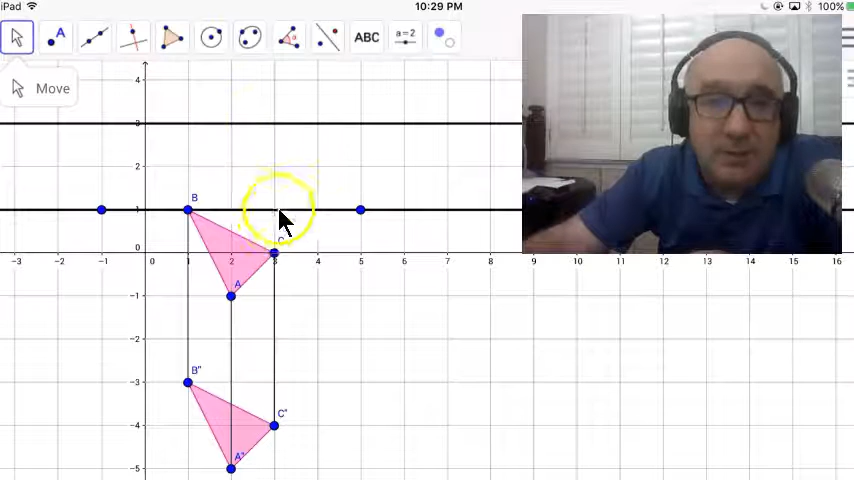 iPad 10:29 PM 100%
A ABC a=2
Move
4
3
2
B
1
C
0
−3 −2 −1 0 1 2 3 4 5 6 7 8 9 10 11 12 13 14 15 16
A
−1
−2
B"
−3
C"
−4
A"
−5